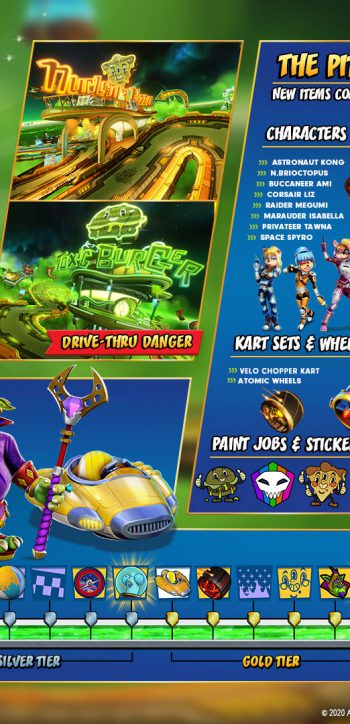 THE PI
NEW ITEMS CO
CHARACTERS
>>> ASTRONAUT KONG
>>> N.BRIOCTOPUS
>>> BUCCANEER AMI
>>> CORSAIR LIZ
>>> RAIDER MEGUMI
>>> MARAUDER ISABELLA
>>> PRIVATEER TAWNA
>>> SPACE SPYRO
TOXIC BURGER
DRIVE-THRU DANGER
KART SETS & WHE
>>> VELO CHOPPER KART
>>> ATOMIC WHEELS
PAINT JOBS & STICKE
SILVER TIER
GOLD TIER
© 2020 A